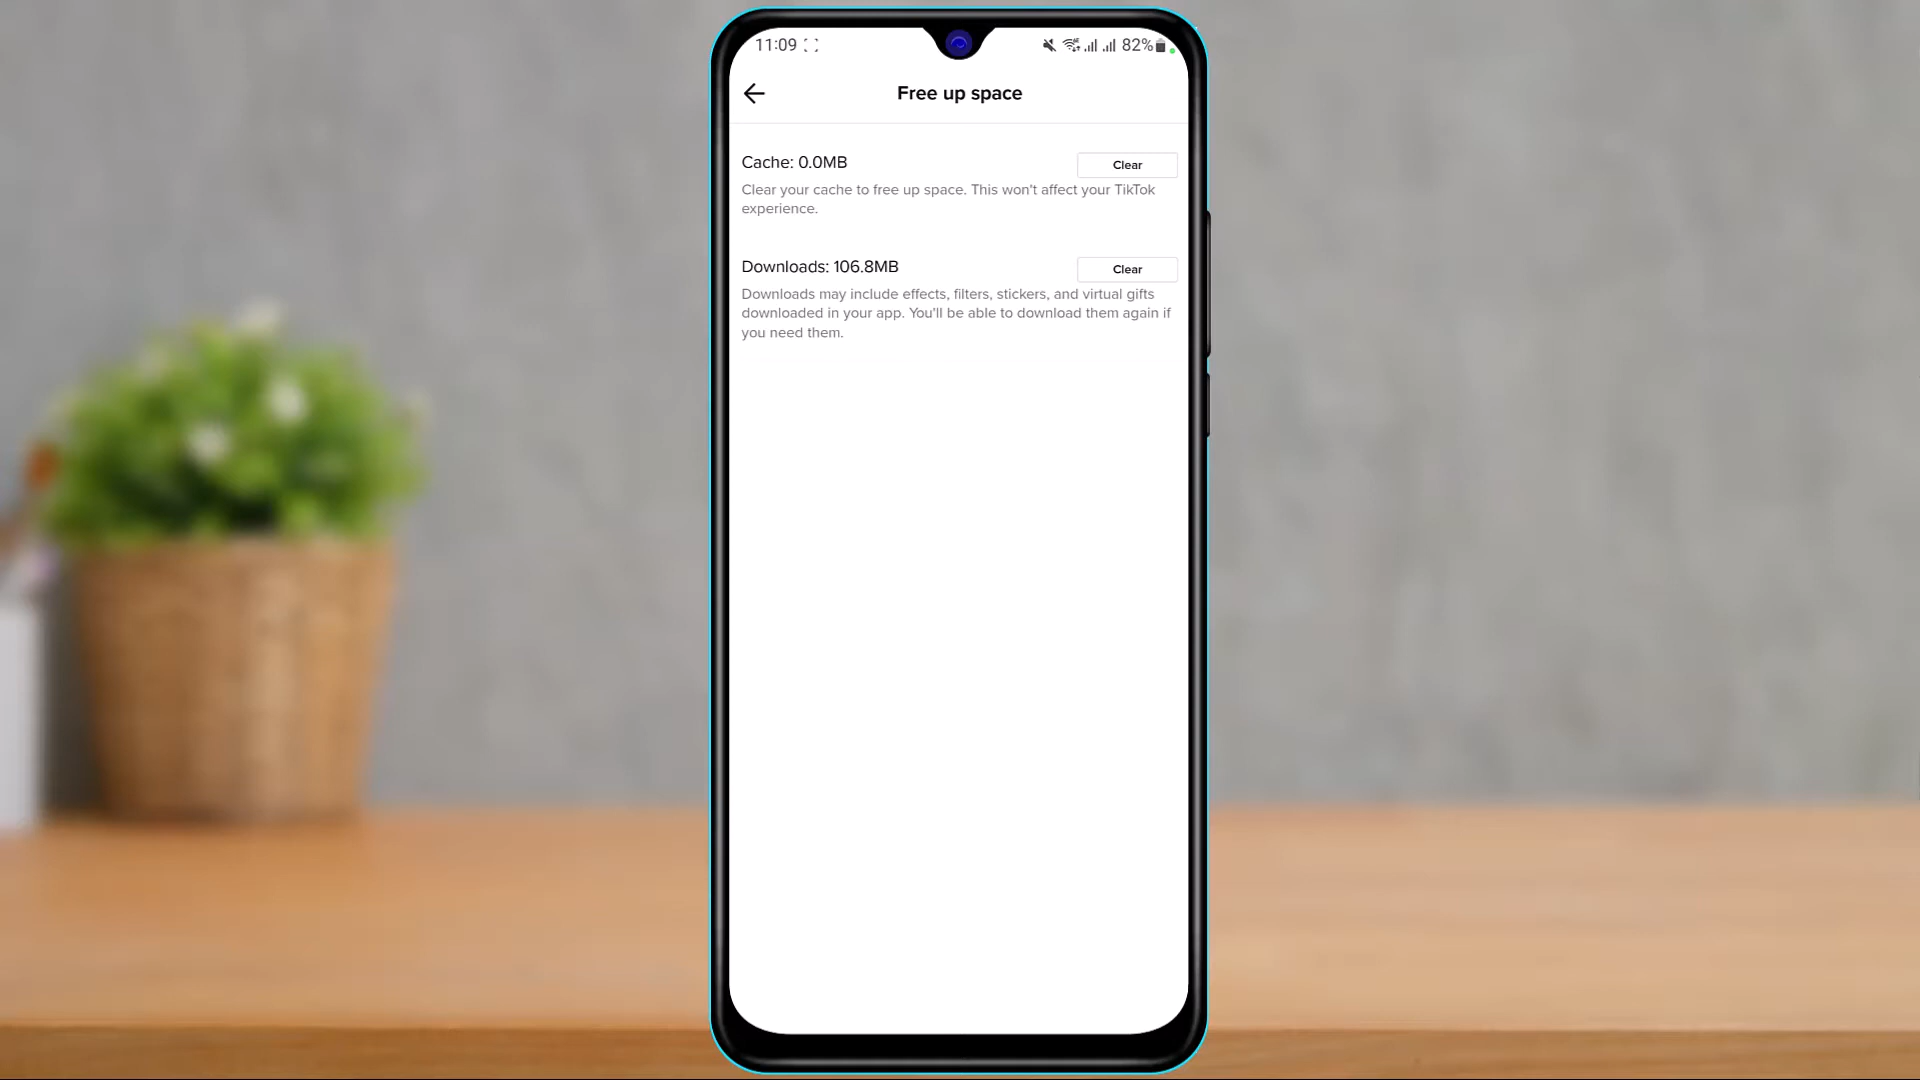 11:09 82%
Free up space
Cache: 0.0MB Clear
Clear your cache to free up space. This won't affect your TikTok
experience.
Downloads: 106.8MB Clear
Downloads may include effects, filters, stickers, and virtual gifts
downloaded in your app. You'll be able to download them again if
you need them.